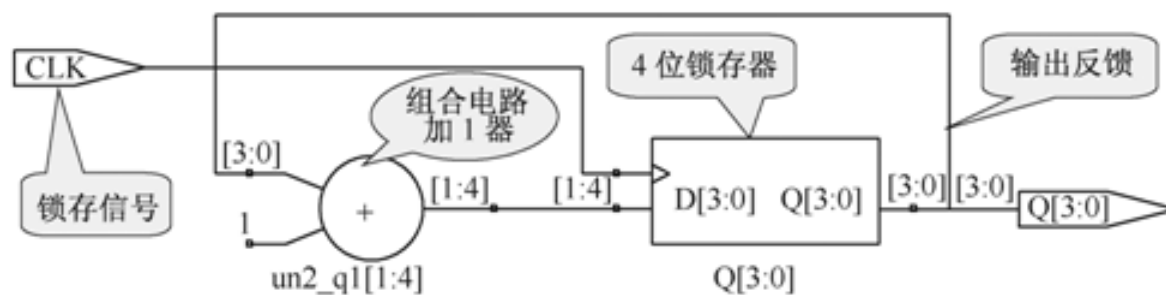 CLK
锁存信号
组合电路
加 1 器
4 位锁存器
输出反馈
[3:0]
1
+
un2_q1[1:4]
[1:4]
[1:4]
D[3:0]
Q[3:0]
Q[3:0]
[3:0]
[3:0]
Q[3:0]